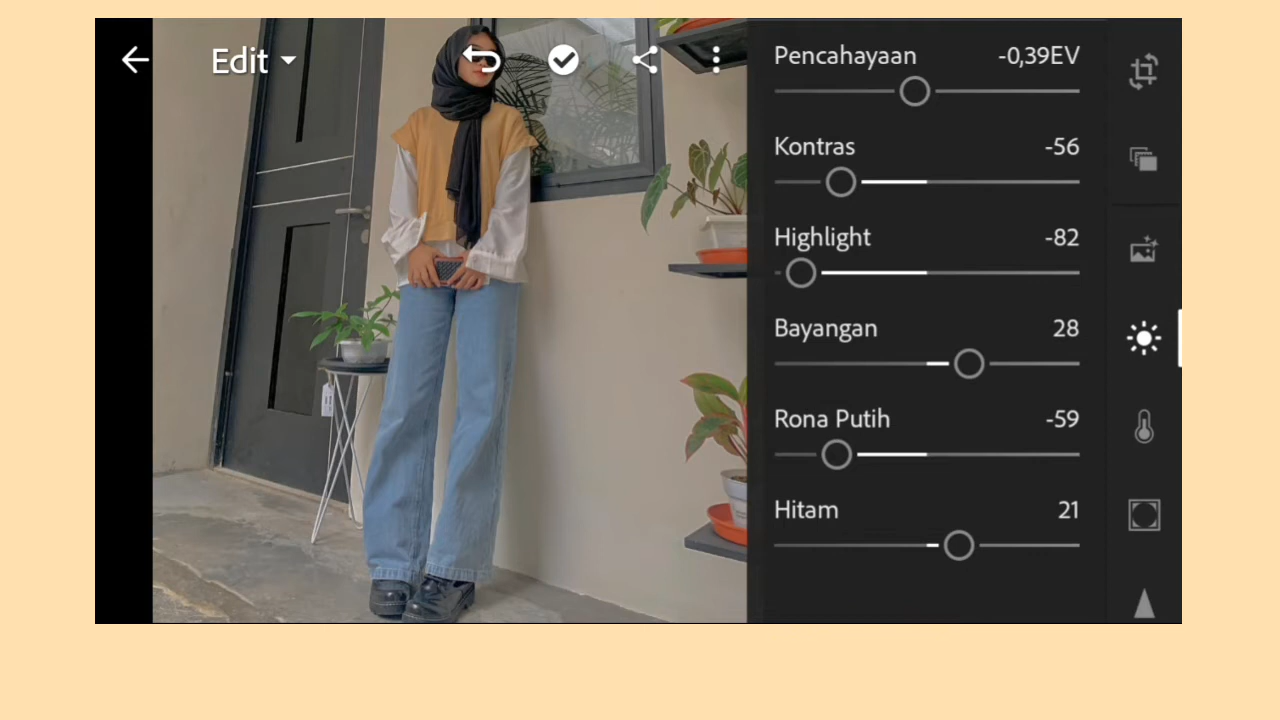 Edit
Pencahayaan -0,39EV
Kontras -56
Highlight -82
Bayangan 28
Rona Putih -59
Hitam 21